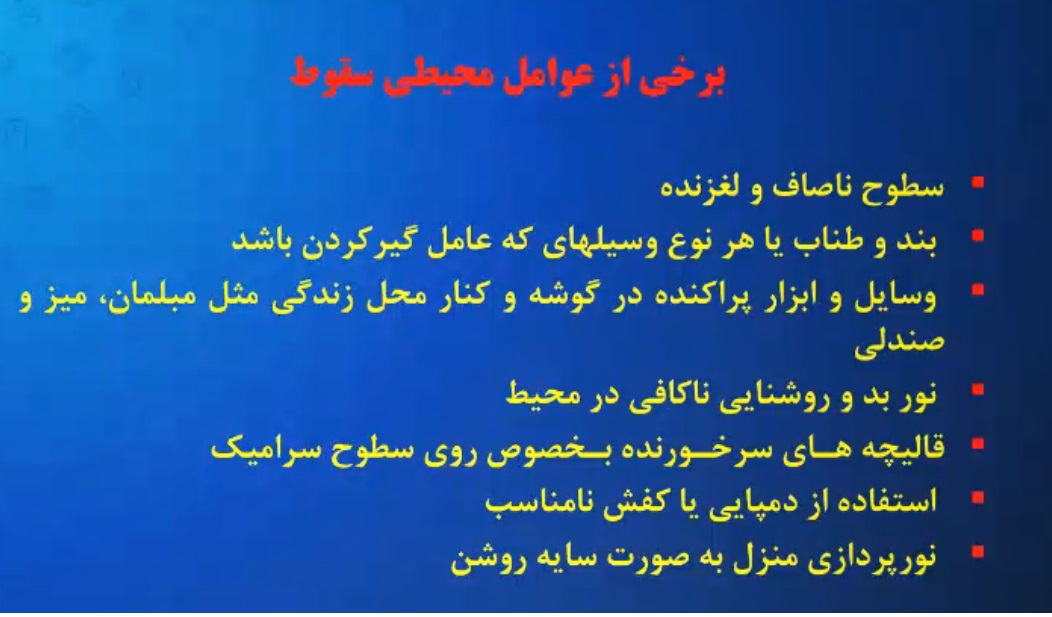 برخی از عوامل محیطی سقوط
سطوح ناصاف و لغزنده
بند و طناب یا هر نوع وسیلهای که عامل گیرکردن باشد
وسایل و ابزار پراکنده در گوشه و کنار محل زندگی مثل مبلمان، میز و
صندلی
نور بد و روشنایی ناکافی در محیط
قالیچه هــای سرخــورنده بــخصوص روی سطوح سرامیک
استفاده از دمپایی یا کفش نامناسب
نورپردازی منزل به صورت سایه روشن